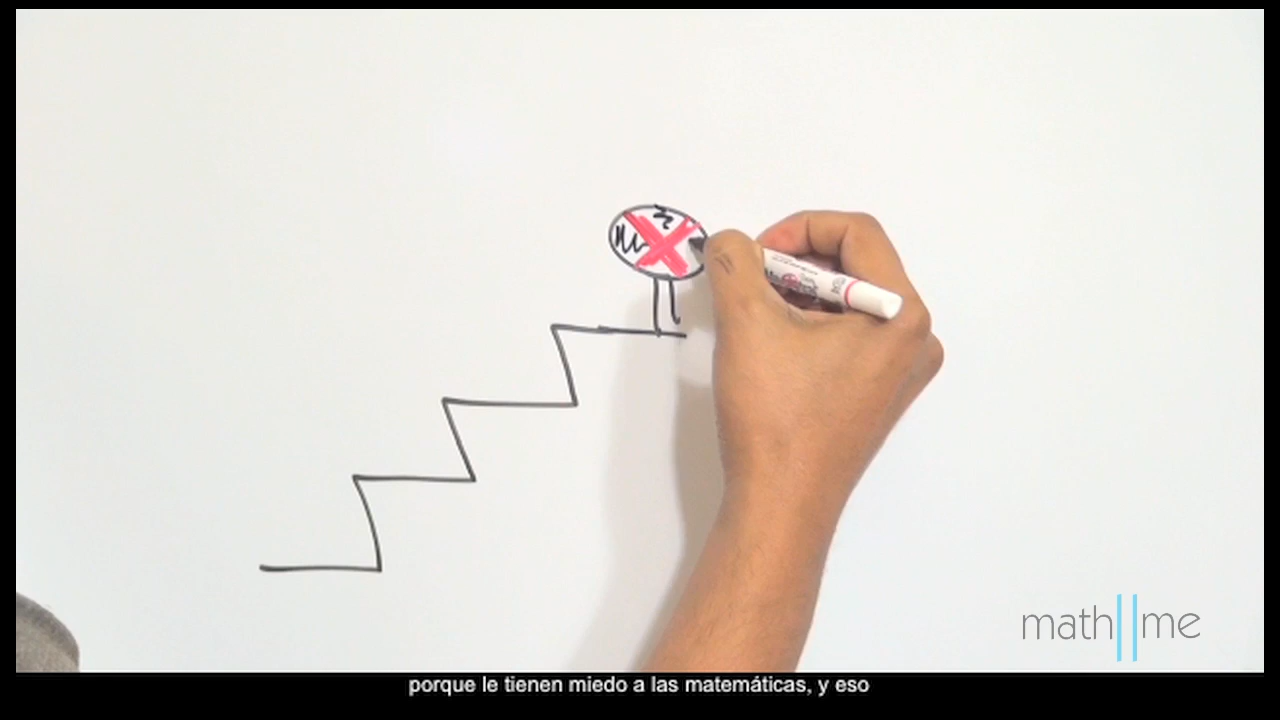 math||me
porque le tienen miedo a las matemáticas, y eso